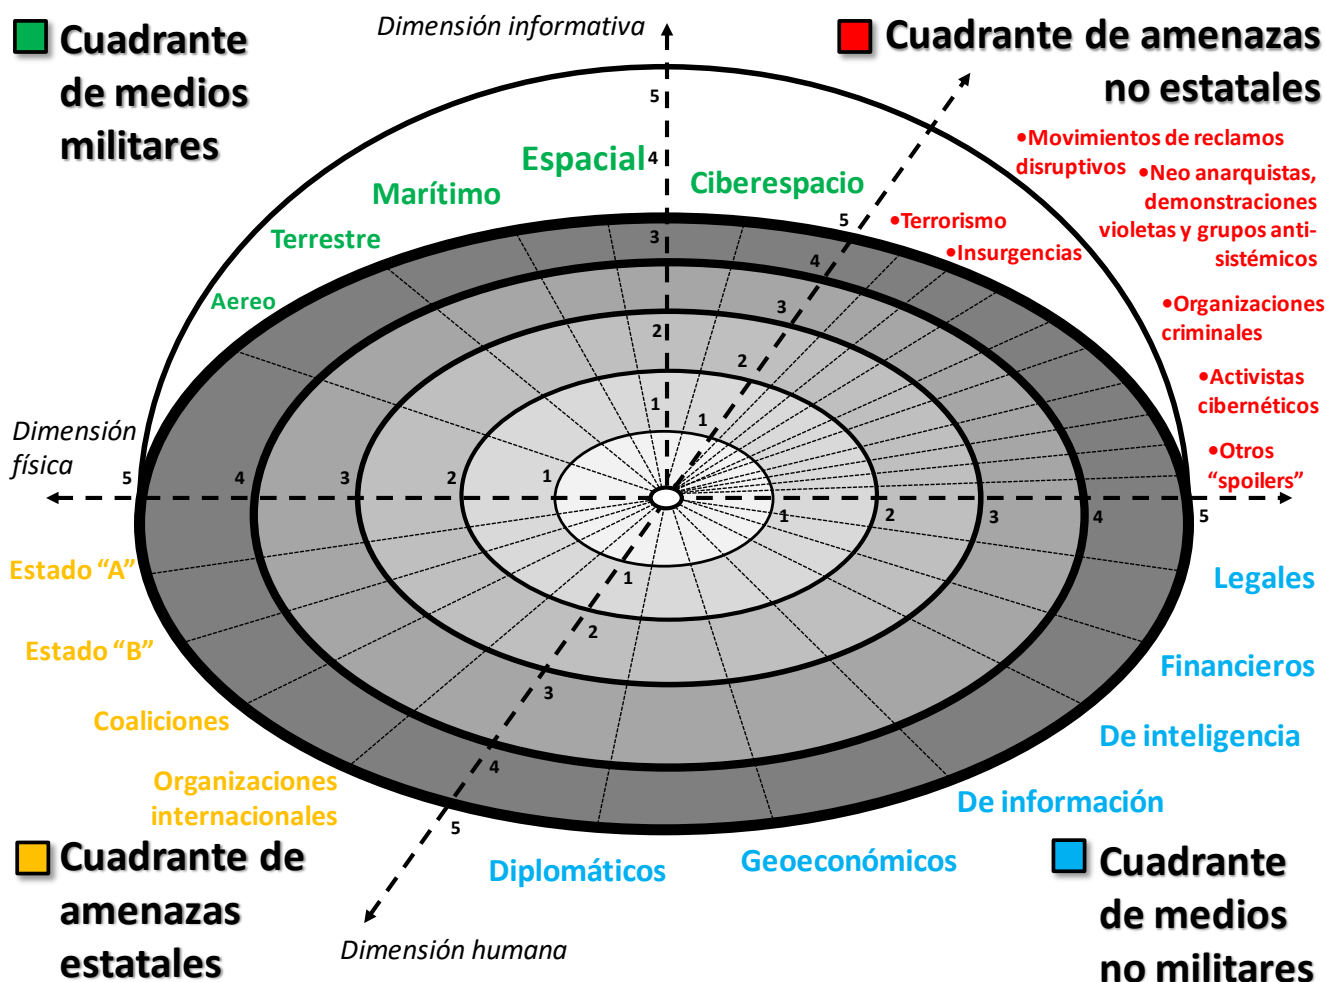 Cuadrante
de medios
militares
Dimensión informativa
Cuadrante de amenazas
no estatales
•Movimientos de reclamos
disruptivos
•Neo anarquistas,
demonstraciones
violetas y grupos anti-
sistémicos
•Organizaciones
criminales
•Activistas
cibernéticos
•Otros
“spoilers”
•Terrorismo
•Insurgencias
Espacial
Ciberespacio
Marítimo
Terrestre
Aereo
5
4
3
2
1
5
4
3
2
1
Dimensión
física
5
4
3
2
1
1
2
3
4
5
1
2
3
4
5
Estado “A”
Estado “B”
Coaliciones
Organizaciones
internacionales
Legales
Financieros
De inteligencia
De información
Geoeconómicos
Diplomáticos
Cuadrante de
amenazas
estatales
Dimensión humana
Cuadrante
de medios
no militares